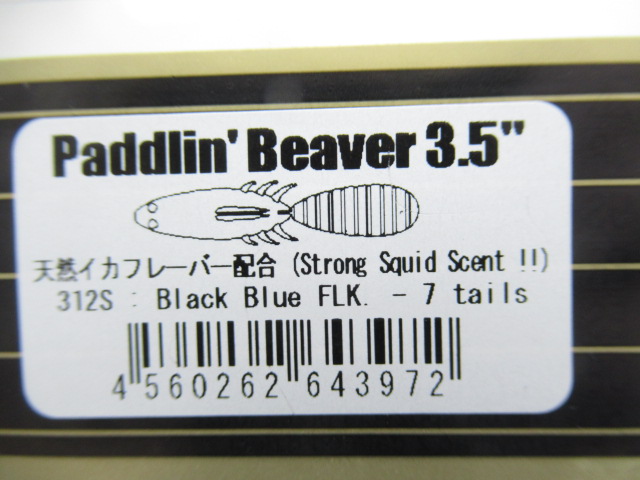 Paddlin' Beaver 3.5"
天然イカフレーバー配合 (Strong Squid Scent !!)
312S : Black Blue FLK. - 7 tails
4 560262 643972